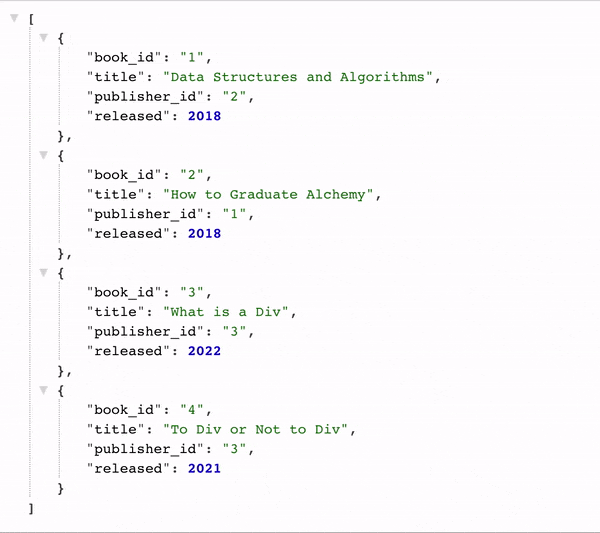 [
{
"book_id": "1",
"title": "Data Structures and Algorithms",
"publisher_id": "2",
"released": 2018
},
{
"book_id": "2",
"title": "How to Graduate Alchemy",
"publisher_id": "1",
"released": 2018
},
{
"book_id": "3",
"title": "What is a Div",
"publisher_id": "3",
"released": 2022
},
{
"book_id": "4",
"title": "To Div or Not to Div",
"publisher_id": "3",
"released": 2021
}
]